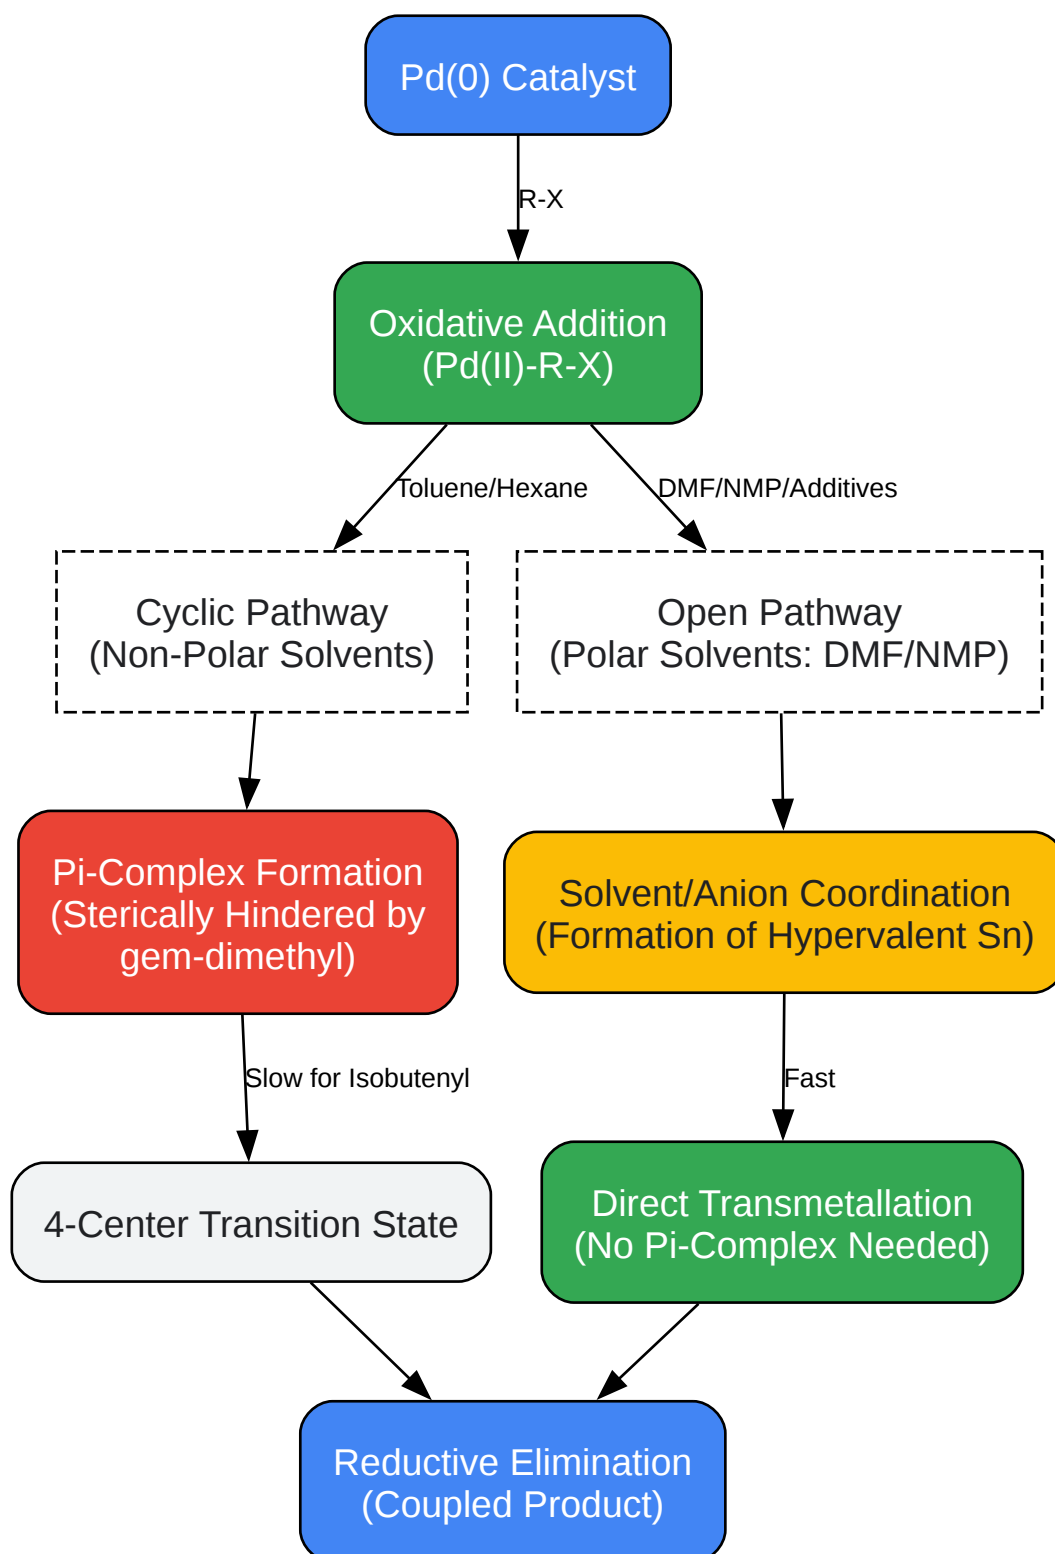 Pd(0) Catalyst
R-X
Oxidative Addition
(Pd(II)-R-X)
Toluene/Hexane
DMF/NMP/Additives
Cyclic Pathway
(Non-Polar Solvents)
Open Pathway
(Polar Solvents: DMF/NMP)
Pi-Complex Formation
(Sterically Hindered by
gem-dimethyl)
Solvent/Anion Coordination
(Formation of Hypervalent Sn)
Slow for Isobutenyl
Fast
4-Center Transition State
Direct Transmetallation
(No Pi-Complex Needed)
Reductive Elimination
(Coupled Product)